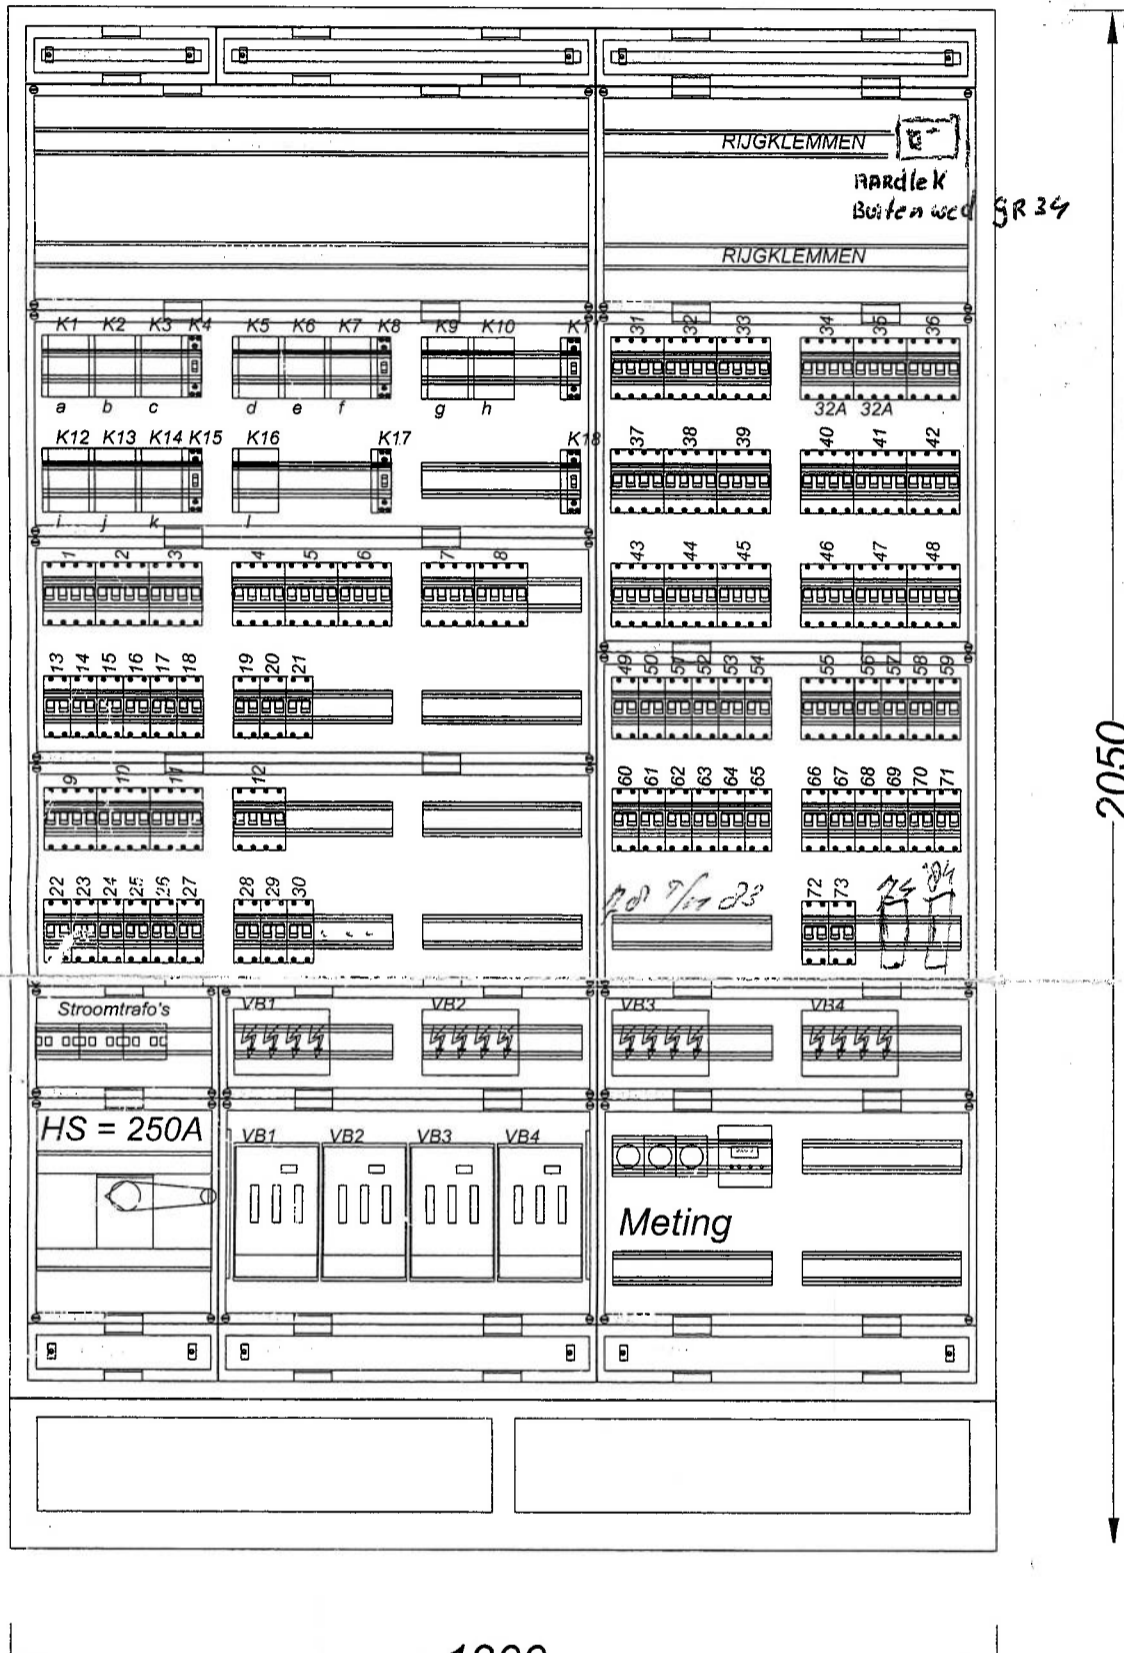 RIJGKLEMMEN
AARdleK
Buiten wcd gR 34
RIJGKLEMMEN
K1 K2 K3 K4 K5 K6 K7 K8 K9 K10
31 32 33 34 35 36
a b c d e f g h
32A 32A
K12 K13 K14 K15 K16 K17 K18
37 38 39 40 41 42
i j k l
1 2 3 4 5 6 7 8
43 44 45 46 47 48
13 14 15 16 17 18 19 20 21
49 50 51 52 53 54 55 56 57 58 59
9 10 11 12
60 61 62 63 64 65 66 67 68 69 70 71
22 23 24 25 26 27 28 29 30
T/m 83
72 73 74 84
Stroomtrafo's
VB1 VB2 VB3 VB4
HS = 250A
VB1 VB2 VB3 VB4
Meting
2050